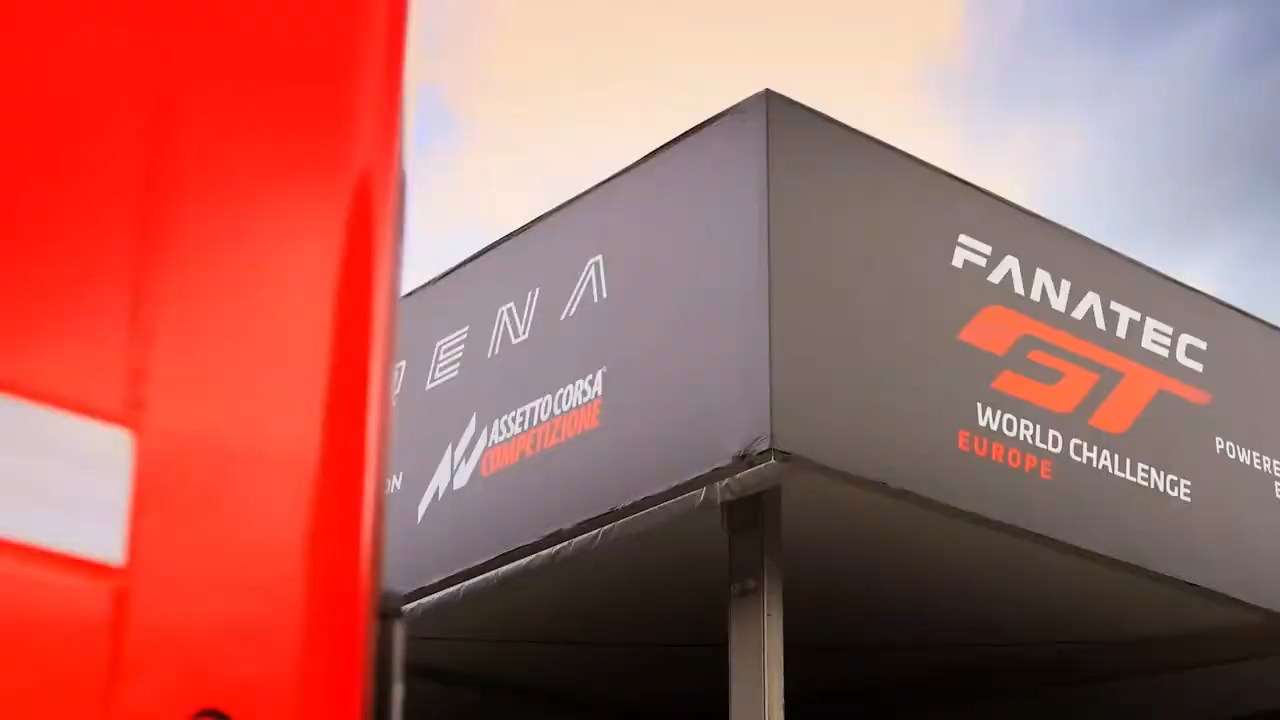 ENA
ASSETTO CORSA
COMPETIZIONE
FANATEC
GT
WORLD CHALLENGE
EUROPE